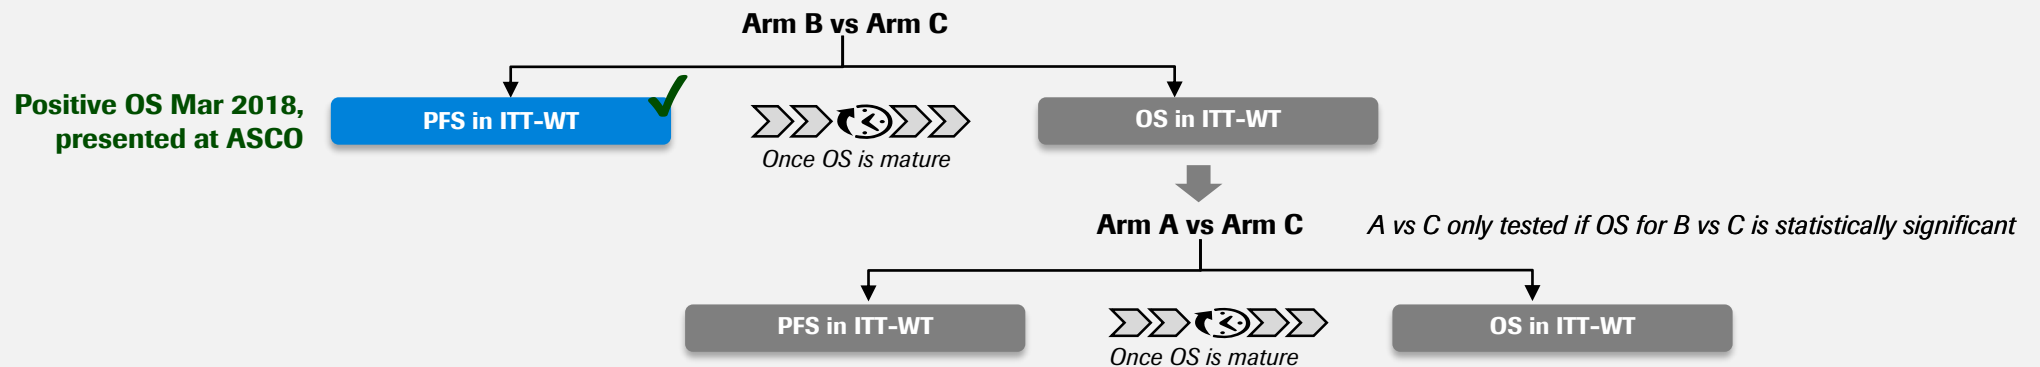 Arm B vs Arm C
Positive OS Mar 2018,
presented at ASCO
PFS in ITT-WT
Once OS is mature
OS in ITT-WT
Arm A vs Arm C
A vs C only tested if OS for B vs C is statistically significant
PFS in ITT-WT
Once OS is mature
OS in ITT-WT